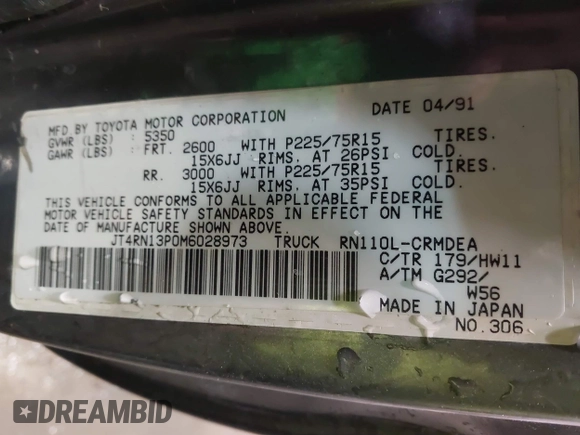 MFD BY TOYOTA MOTOR CORPORATION DATE 04/91
GVWR (LBS) : 5350
GAWR (LBS) : FRT. 2600 WITH P225/75R15 TIRES.
15X6JJ RIMS. AT 26PSI COLD.
RR. 3000 WITH P225/75R15 TIRES.
15X6JJ RIMS. AT 35PSI COLD.
THIS VEHICLE CONFORMS TO ALL APPLICABLE FEDERAL
MOTOR VEHICLE SAFETY STANDARDS IN EFFECT ON THE
DATE OF MANUFACTURE SHOWN ABOVE.
JT4RN13P0M6028973 TRUCK RN110L-CRMDEA
C/TR 179/HW11
A/TM G292/
W56
MADE IN JAPAN
NO.306
DREAMBID